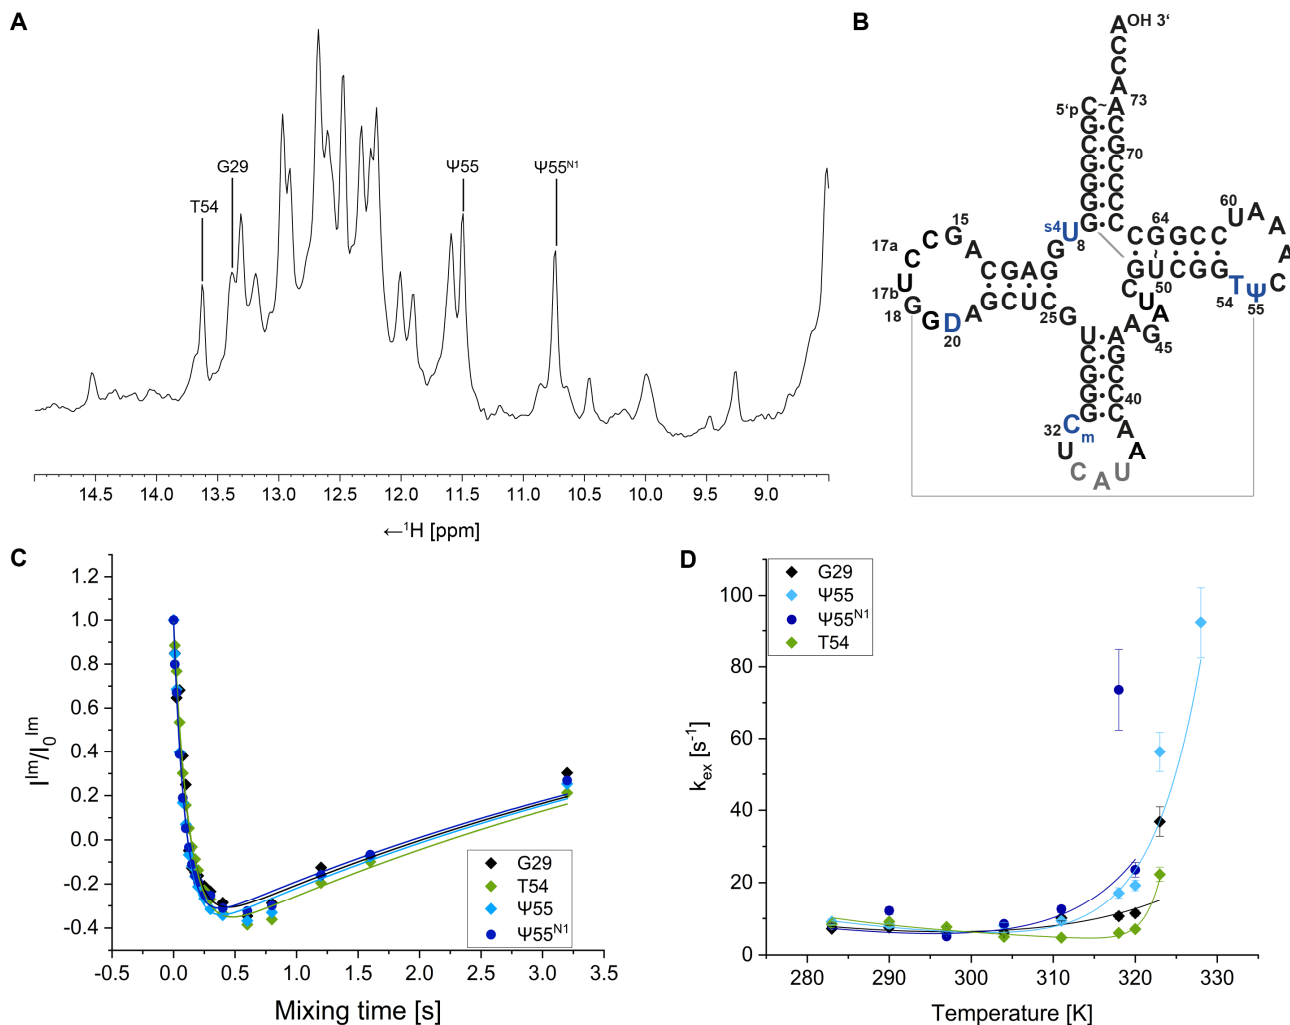 A
T54
G29
Ψ55
Ψ55N1
14.5 14.0 13.5 13.0 12.5 12.0 11.5 11.0 10.5 10.0 9.5 9.0
←1H [ppm]
B
A OH 3‘
C
C
A
5‘p C ~ A 73
G • C
C • G
G • C 70
G • C
G • C
G • C
s4 U 8
G
15 G
C
17a C
U
17b
18 G
G
D 20
A
A
C G A G
G C U C
25 G
C G G C C
G U C G G
64
~
50
60 U A A A C
T Ψ
54 55
C U A G 45
A
U • A
C • G
G • C
G • C 40
G • C
32 C m
U
C A U
A
A
C
IIm/I0Im
1.2
1.0
0.8
0.6
0.4
0.2
0.0
-0.2
-0.4
G29
T54
Ψ55
Ψ55N1
-0.5 0.0 0.5 1.0 1.5 2.0 2.5 3.0 3.5
Mixing time [s]
D
G29
Ψ55
Ψ55N1
T54
kex [s-1]
100
80
60
40
20
0
280 290 300 310 320 330
Temperature [K]